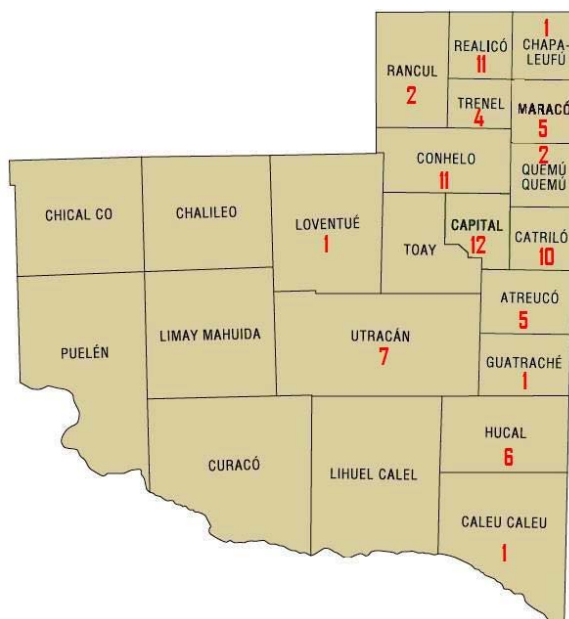 1
CHAPA-
LEUFÚ
REALICÓ
11
RANCUL
2
TRENEL
4
MARACÓ
5
CONHELO
11
2
QUEMÚ
QUEMÚ
CHICAL CO
CHALILEO
LOVENTUÉ
1
TOAY
CAPITAL
12
CATRILÓ
10
ATREUCÓ
5
PUELÉN
LIMAY MAHUIDA
UTRACÁN
7
GUATRACHÉ
1
HUCAL
6
CURACÓ
LIHUEL CALEL
CALEU CALEU
1